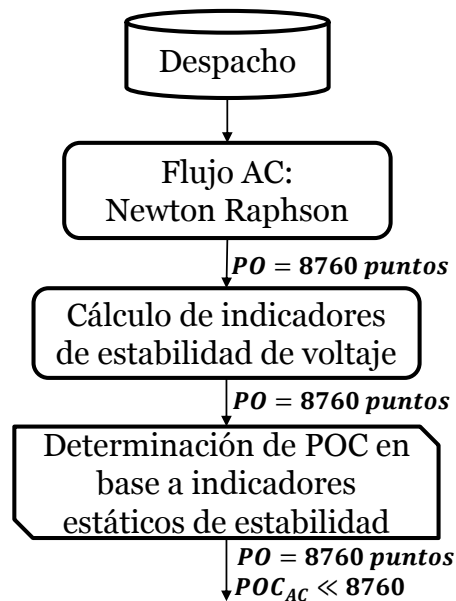 Despacho
Flujo AC:
Newton Raphson
PO = 8760 puntos
Cálculo de indicadores
de estabilidad de voltaje
PO = 8760 puntos
Determinación de POC en
base a indicadores
estáticos de estabilidad
PO = 8760 puntos
POC_AC ≪ 8760